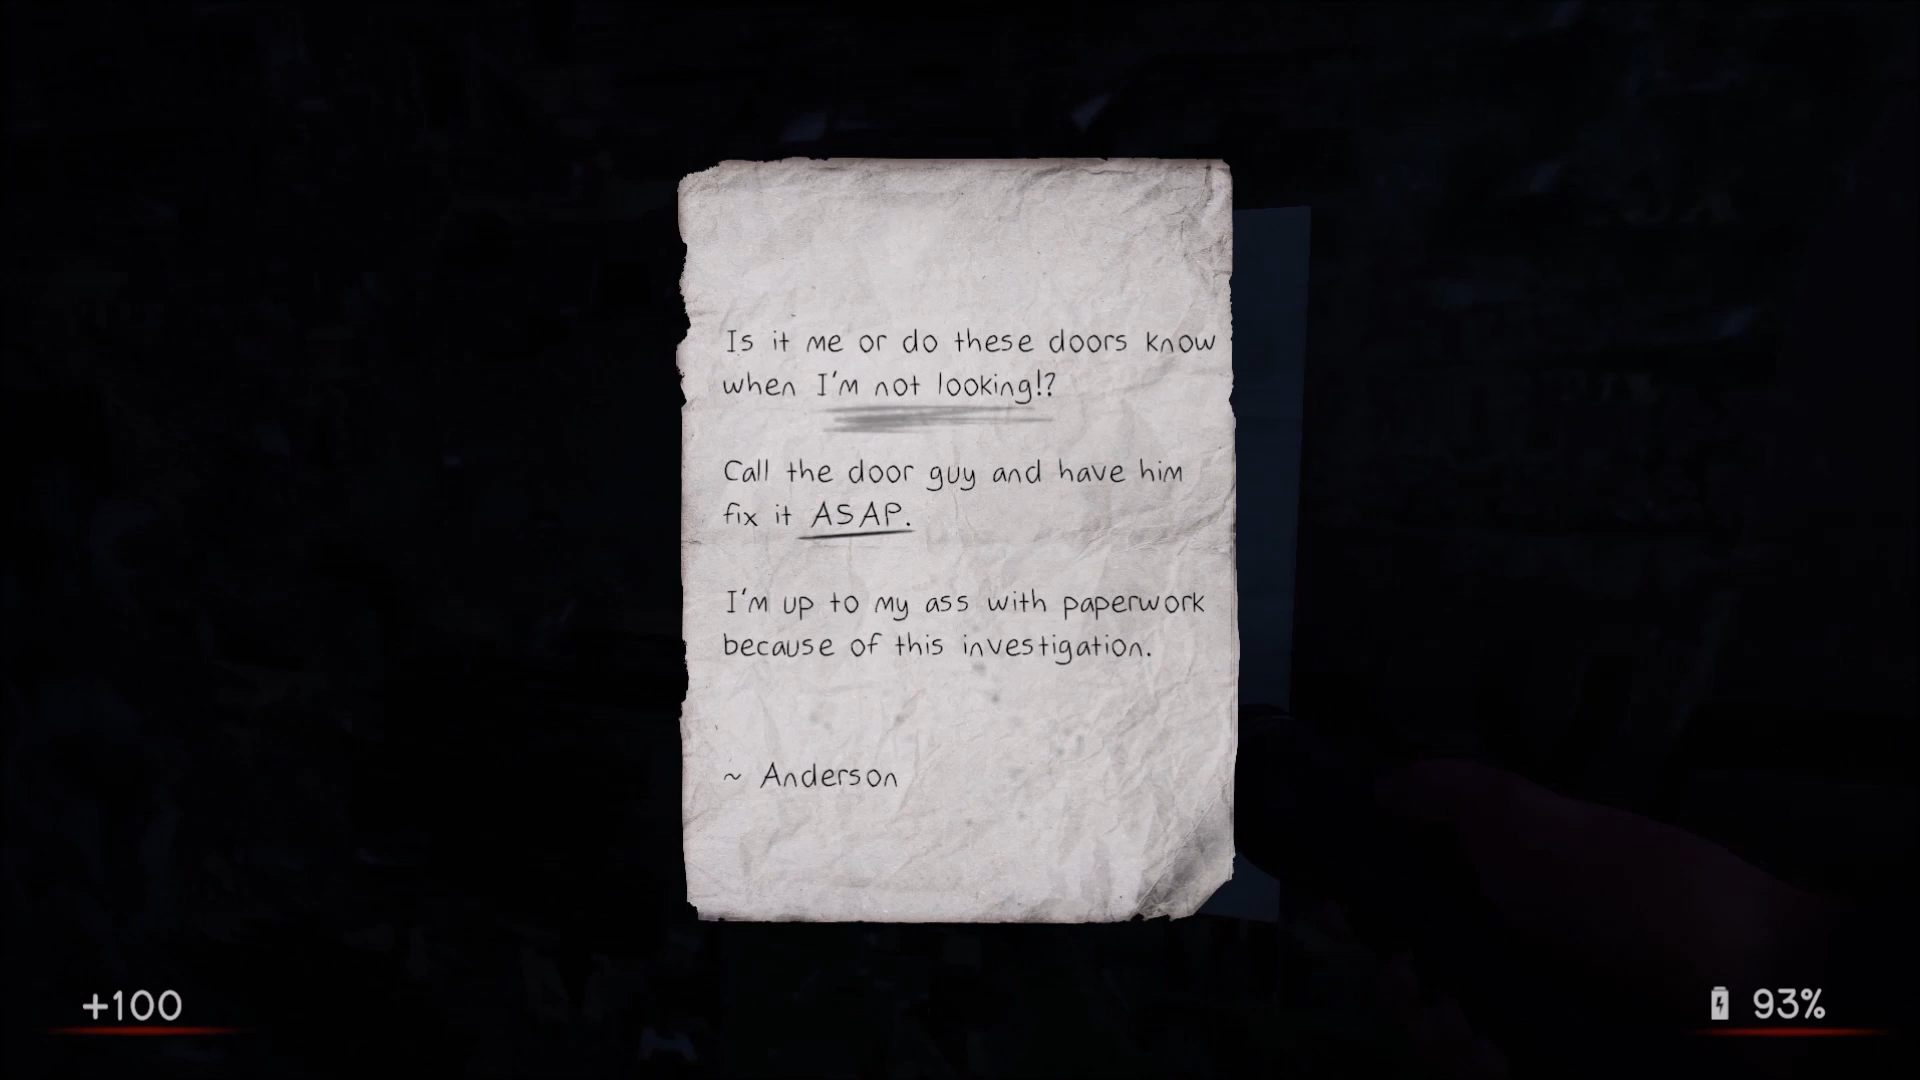 Is it me or do these doors know
when I'm not looking!?
Call the door guy and have him
fix it ASAP.
I'm up to my ass with paperwork
because of this investigation.
~ Anderson
+100
93%